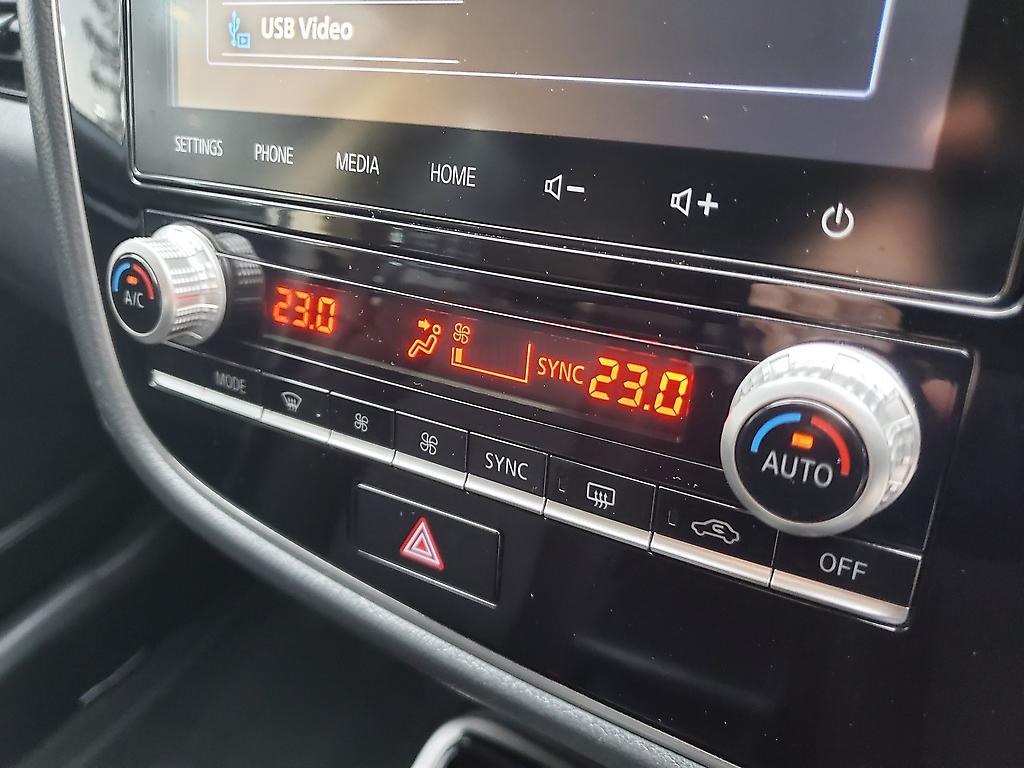 USB Video
SETTINGS PHONE MEDIA HOME
A/C 23.0 SYNC 23.0 AUTO
MODE SYNC OFF